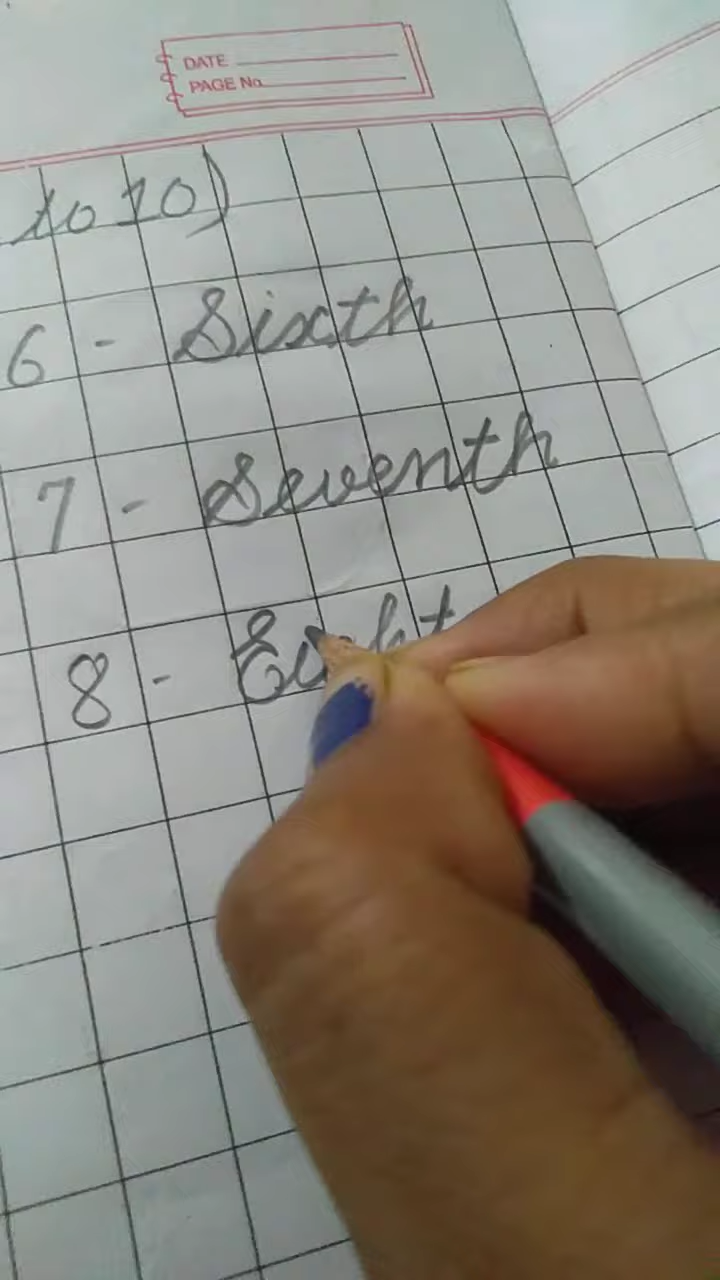 DATE
PAGE No.
to 10)
6 - Sixth
7 - Seventh
8 -